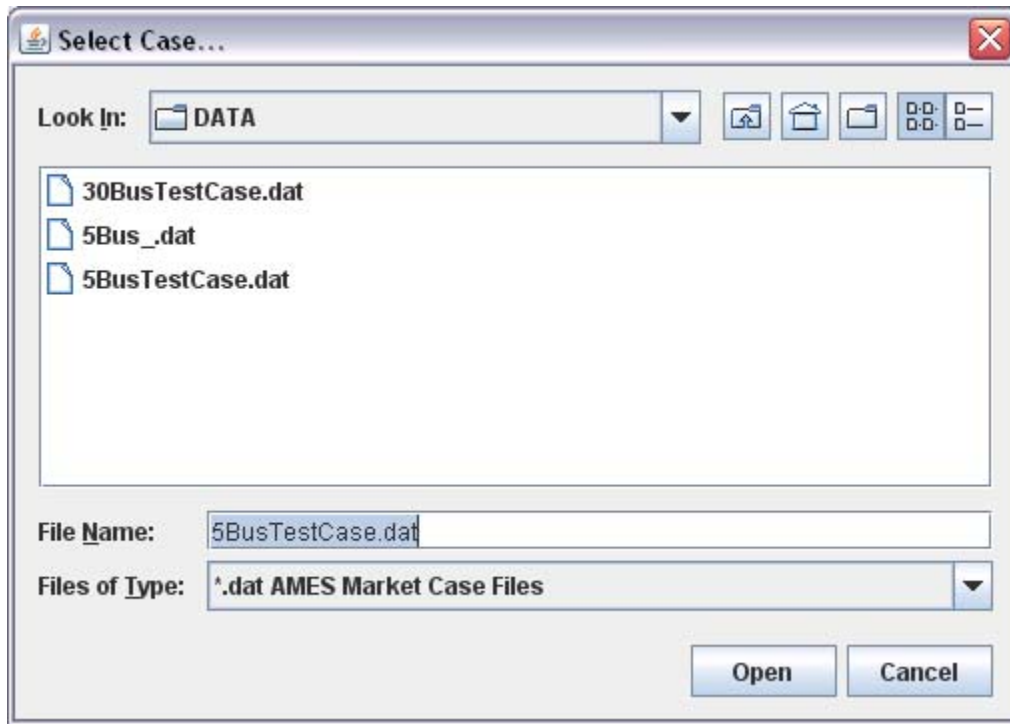 Select Case...
Look In: DATA
30BusTestCase.dat
5Bus_.dat
5BusTestCase.dat
File Name: 5BusTestCase.dat
Files of Type: *.dat AMES Market Case Files
Open Cancel